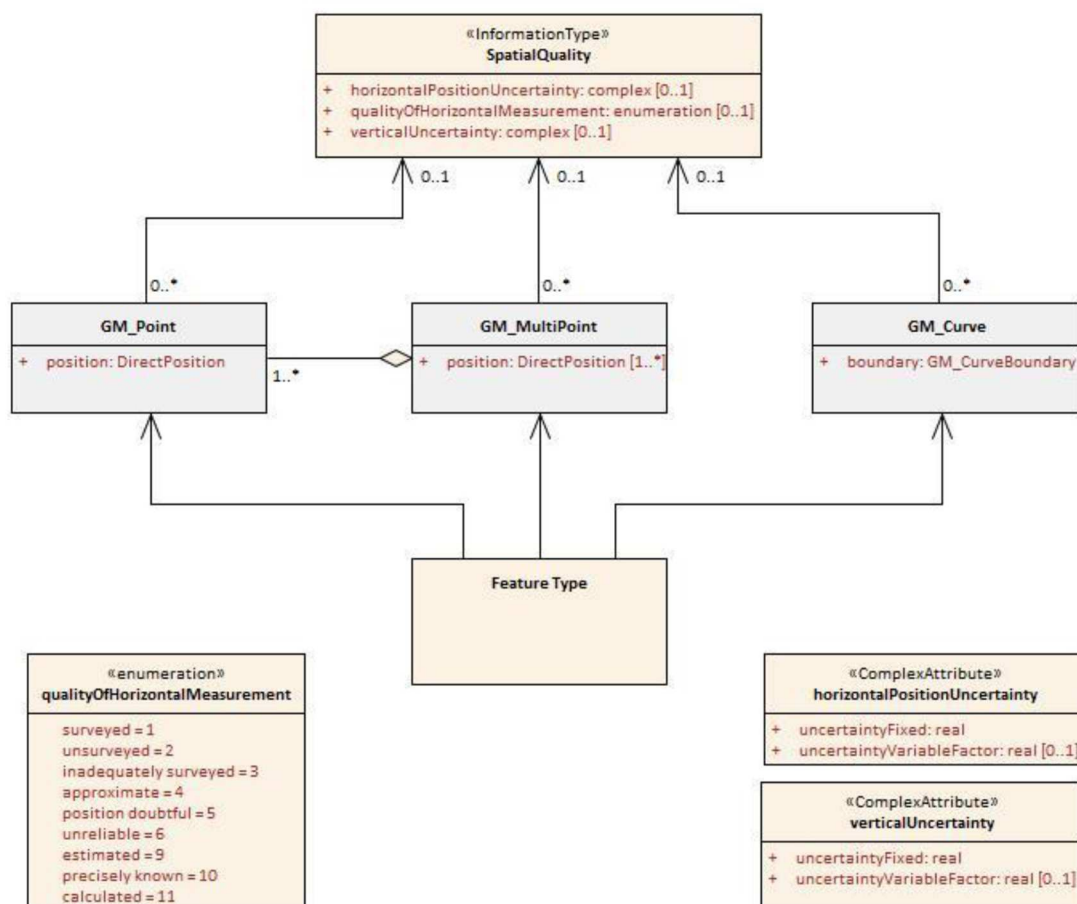 «InformationType»
SpatialQuality
+ horizontalPositionUncertainty: complex [0..1]
+ qualityOfHorizontalMeasurement: enumeration [0..1]
+ verticalUncertainty: complex [0..1]
0..1
0..1
0..1
0..*
0..*
0..*
GM_Point
+ position: DirectPosition
1..*
GM_MultiPoint
+ position: DirectPosition [1..*]
GM_Curve
+ boundary: GM_CurveBoundary
Feature Type
«enumeration»
qualityOfHorizontalMeasurement
surveyed = 1
unsurveyed = 2
inadequately surveyed = 3
approximate = 4
position doubtful = 5
unreliable = 6
estimated = 9
precisely known = 10
calculated = 11
«ComplexAttribute»
horizontalPositionUncertainty
+ uncertaintyFixed: real
+ uncertaintyVariableFactor: real [0..1]
«ComplexAttribute»
verticalUncertainty
+ uncertaintyFixed: real
+ uncertaintyVariableFactor: real [0..1]